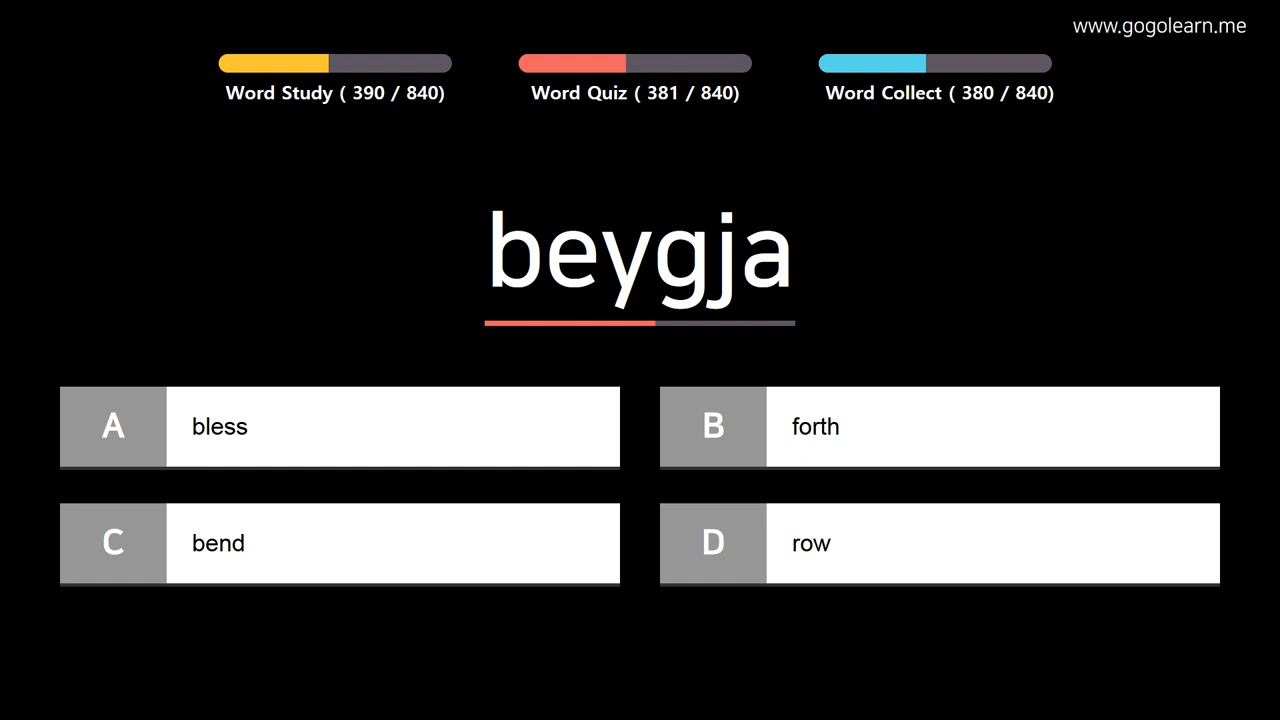 www.gogolearn.me
Word Study ( 390 / 840)
Word Quiz ( 381 / 840)
Word Collect ( 380 / 840)
beygja
A bless
B forth
C bend
D row